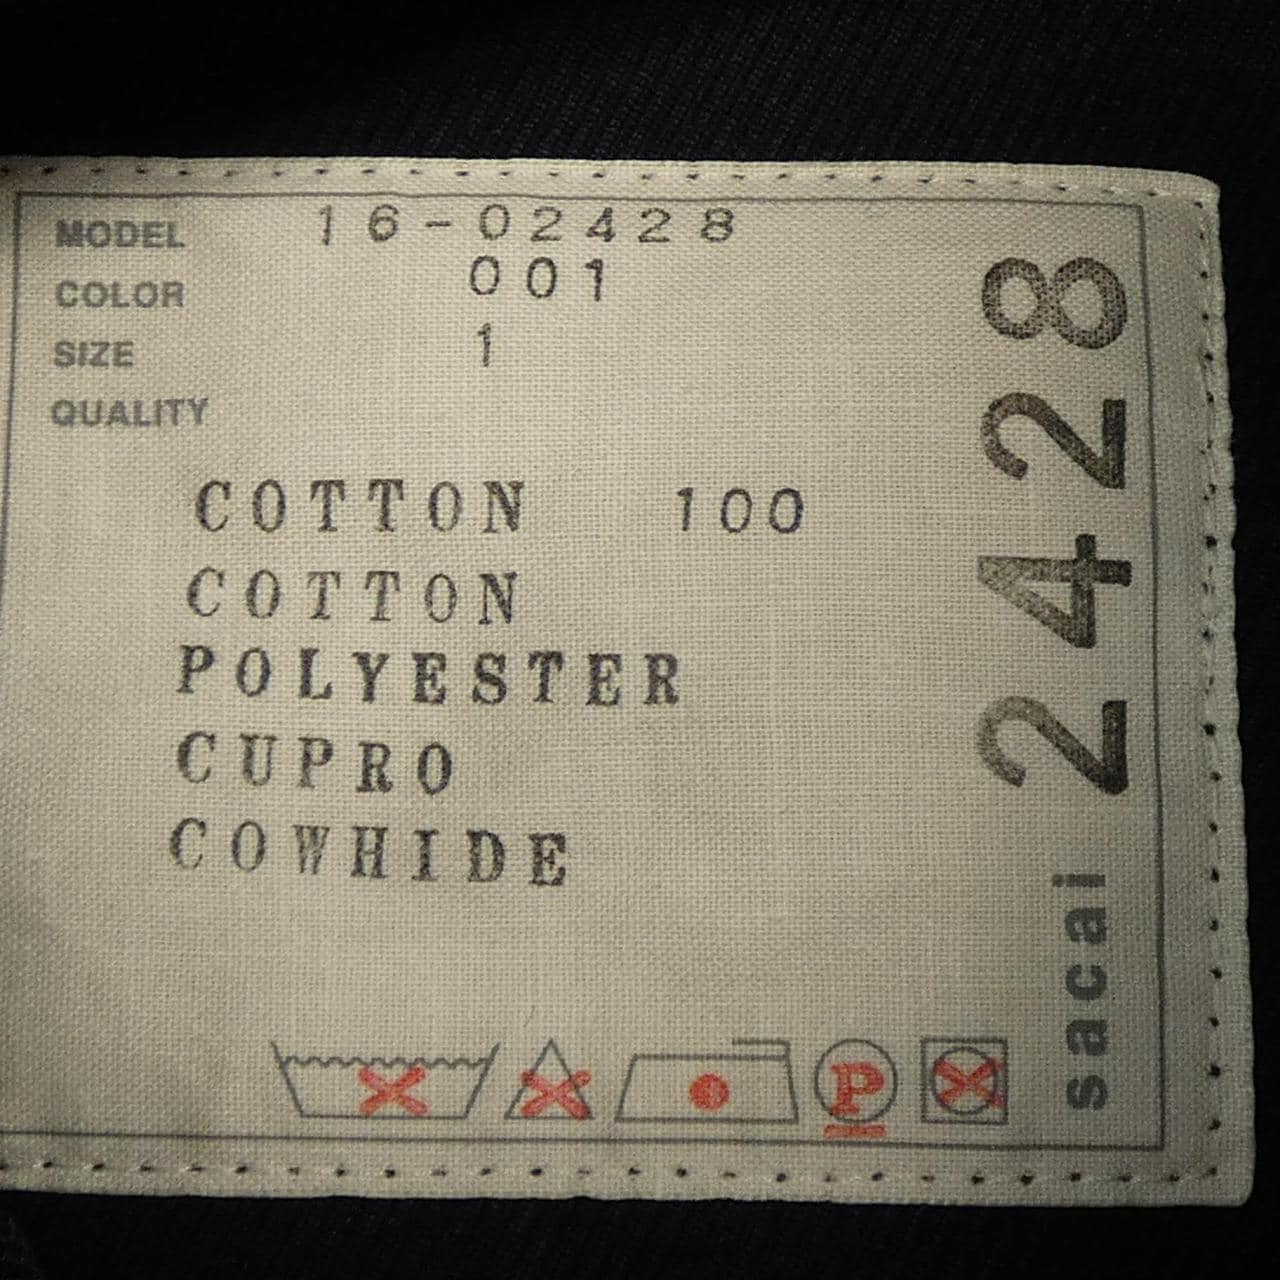 MODEL 16-02428
COLOR 001
SIZE 1
QUALITY
COTTON 100
COTTON
POLYESTER
CUPRO
COWHIDE
P
sacai 2428